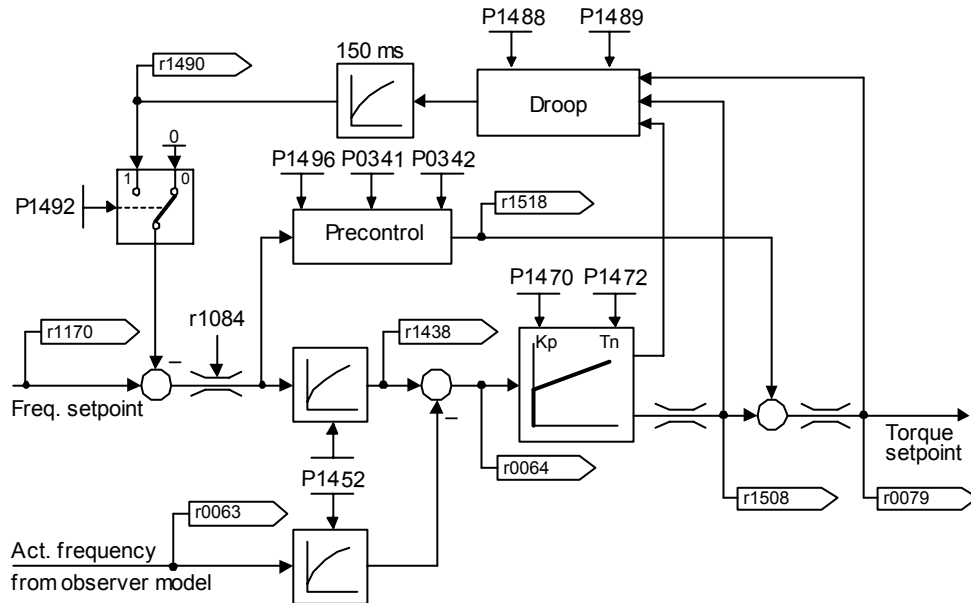 P1488
P1489
150 ms
r1490
Droop
0
P1496
P0341
P0342
1
0
r1518
P1492
Precontrol
P1470
P1472
r1170
r1084
r1438
Kp
Tn
–
Freq. setpoint
–
Torque
setpoint
P1452
r0064
r0063
r1508
r0079
Act. frequency
from observer model